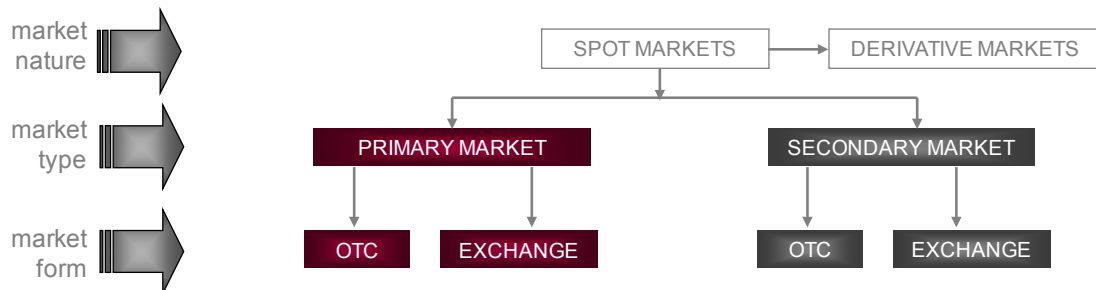 market
nature
SPOT MARKETS
DERIVATIVE MARKETS
market
type
PRIMARY MARKET
SECONDARY MARKET
market
form
OTC
EXCHANGE
OTC
EXCHANGE